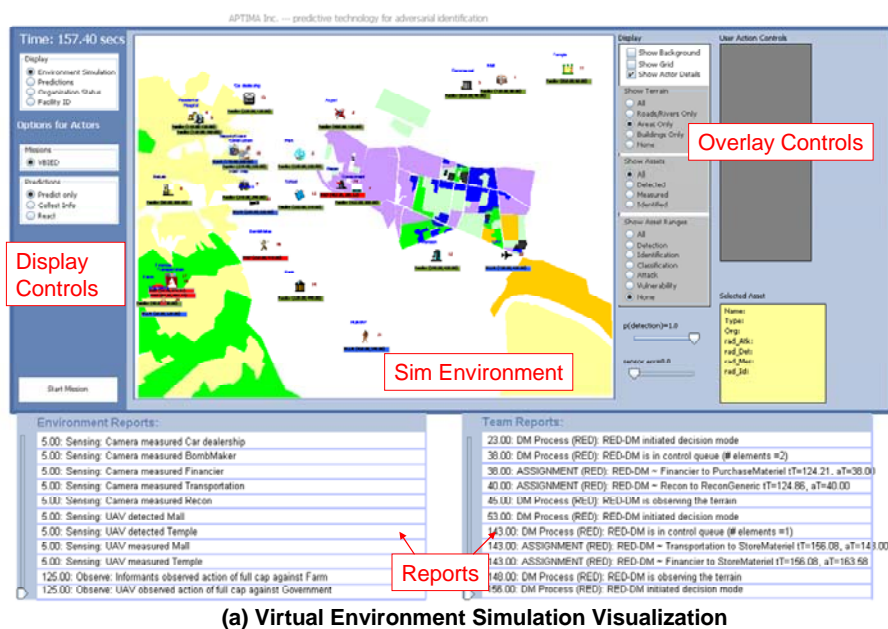 APTIMA Inc. -- predictive technology for adversarial identification
Time: 157.40 secs
Display
Environment Simulation
Predictions
Organization Status
Facility ID
Options for Actors
Missions
VBIED
Predictions
Predict only
Collect Info
React
Display
Controls
Start Mission
Car dealership
Temple
Mall
Hospital
BombMaker
Sim Environment
Display
Show Background
Show Grid
Show Actor Details
Show Terrain
All
Roads/Rivers Only
Areas Only
Buildings Only
None
Show Assets
All
Detected
Measured
Identified
Show Asset Ranges
All
Detection
Identification
Classification
Attack
Vulnerability
None
p(detection)=1.0
User Action Controls
Overlay Controls
Selected Asset
Name:
Type:
Org:
rad_Atk:
rad_Det:
rad_Mes:
rad_Id:
Environment Reports:
5.00: Sensing: Camera measured Car dealership
5.00: Sensing: Camera measured BombMaker
5.00: Sensing: Camera measured Financier
5.00: Sensing: Camera measured Transportation
5.00: Sensing: Camera measured Recon
5.00: Sensing: UAV detected Mall
5.00: Sensing: UAV detected Temple
5.00: Sensing: UAV measured Mall
5.00: Sensing: UAV measured Temple
125.00: Observe: Informants observed action of full cap against Farm
125.00: Observe: UAV observed action of full cap against Government
Reports
Team Reports:
23.00: DM Process (RED): RED-DM initiated decision mode
38.00: DM Process (RED): RED-DM is in control queue (# elements =2)
38.00: ASSIGNMENT (RED): RED-DM ~ Financier to PurchaseMateriel tT=124.21, aT=38.00
40.00: ASSIGNMENT (RED): RED-DM ~ Recon to ReconGeneric tT=124.86, aT=40.00
45.00: DM Process (RED): RED-DM is observing the terrain
53.00: DM Process (RED): RED-DM initiated decision mode
143.00: DM Process (RED): RED-DM is in control queue (# elements =1)
143.00: ASSIGNMENT (RED): RED-DM ~ Transportation to StoreMateriel tT=156.08, aT=143.00
143.00: ASSIGNMENT (RED): RED-DM ~ Financier to StoreMateriel tT=156.08, aT=163.58
148.00: DM Process (RED): RED-DM is observing the terrain
156.00: DM Process (RED): RED-DM initiated decision mode
(a) Virtual Environment Simulation Visualization